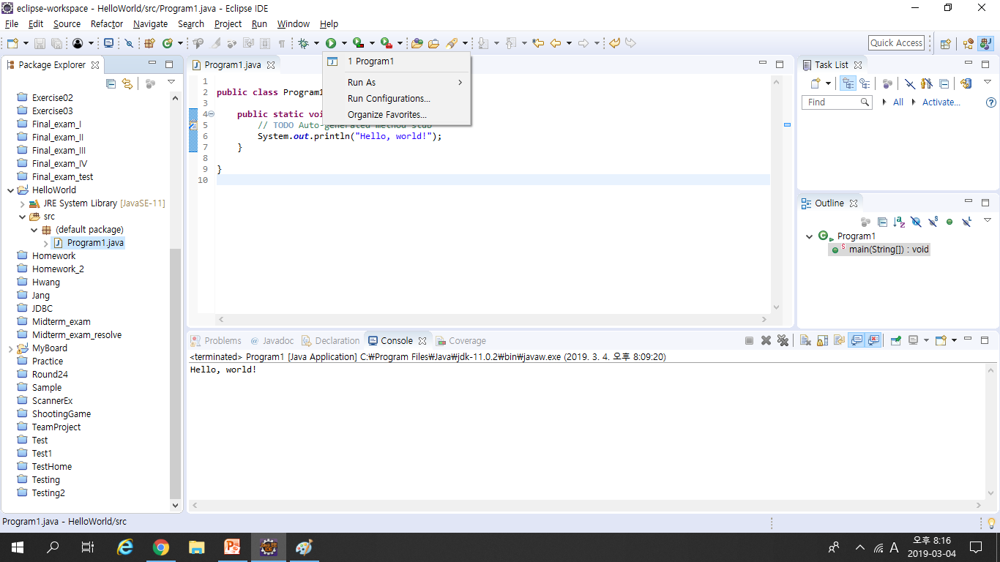 eclipse-workspace - HelloWorld/src/Program1.java - Eclipse IDE
File Edit Source Refactor Navigate Search Project Run Window Help
Quick Access
Package Explorer
Exercise02
Exercise03
Final_exam_I
Final_exam_II
Final_exam_III
Final_exam_IV
Final_exam_test
HelloWorld
JRE System Library [JavaSE-11]
src
(default package)
Program1.java
Homework
Homework_2
Hwang
Jang
JDBC
Midterm_exam
Midterm_exam_resolve
MyBoard
Practice
Round24
Sample
ScannerEx
ShootingGame
TeamProject
Test
Test1
TestHome
Testing
Testing2
Program1.java
1
2 public class Program1
3
4 public static voi
5 // TODO Auto-generated method stub
6 System.out.println("Hello, world!");
7 }
8
9 }
10
1 Program1
Run As
Run Configurations...
Organize Favorites...
Task List
Find All Activate...
Outline
Program1
main(String[]) : void
Problems @ Javadoc Declaration Console Coverage
<terminated> Program1 [Java Application] C:₩Program Files₩Java₩jdk-11.0.2₩bin₩javaw.exe (2019. 3. 4. 오후 8:09:20)
Hello, world!
Program1.java - HelloWorld/src
A
오후 8:16
2019-03-04